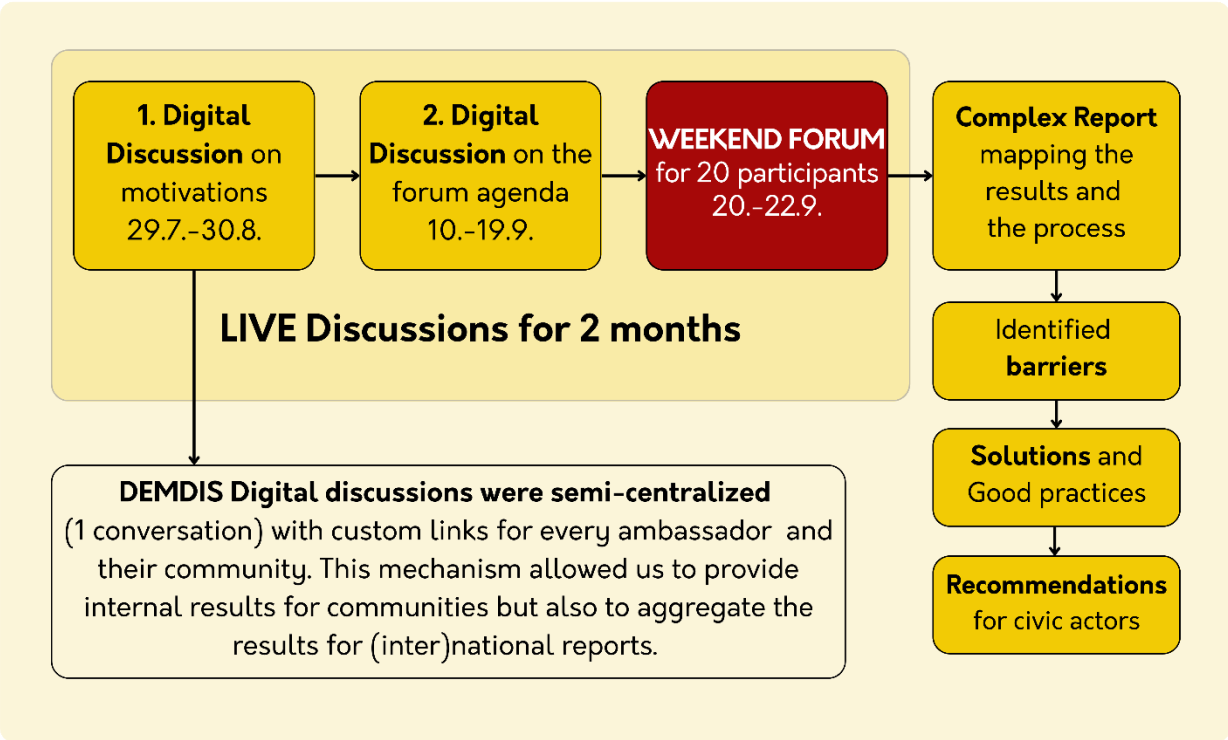 1. Digital
Discussion on
motivations
29.7.-30.8.
2. Digital
Discussion on the
forum agenda
10.-19.9.
WEEKEND FORUM
for 20 participants
20.-22.9.
Complex Report
mapping the
results and
the process
LIVE Discussions for 2 months
Identified
barriers
Solutions and
Good practices
Recommendations
for civic actors
DEMDIS Digital discussions were semi-centralized
(1 conversation) with custom links for every ambassador and
their community. This mechanism allowed us to provide
internal results for communities but also to aggregate the
results for (inter)national reports.